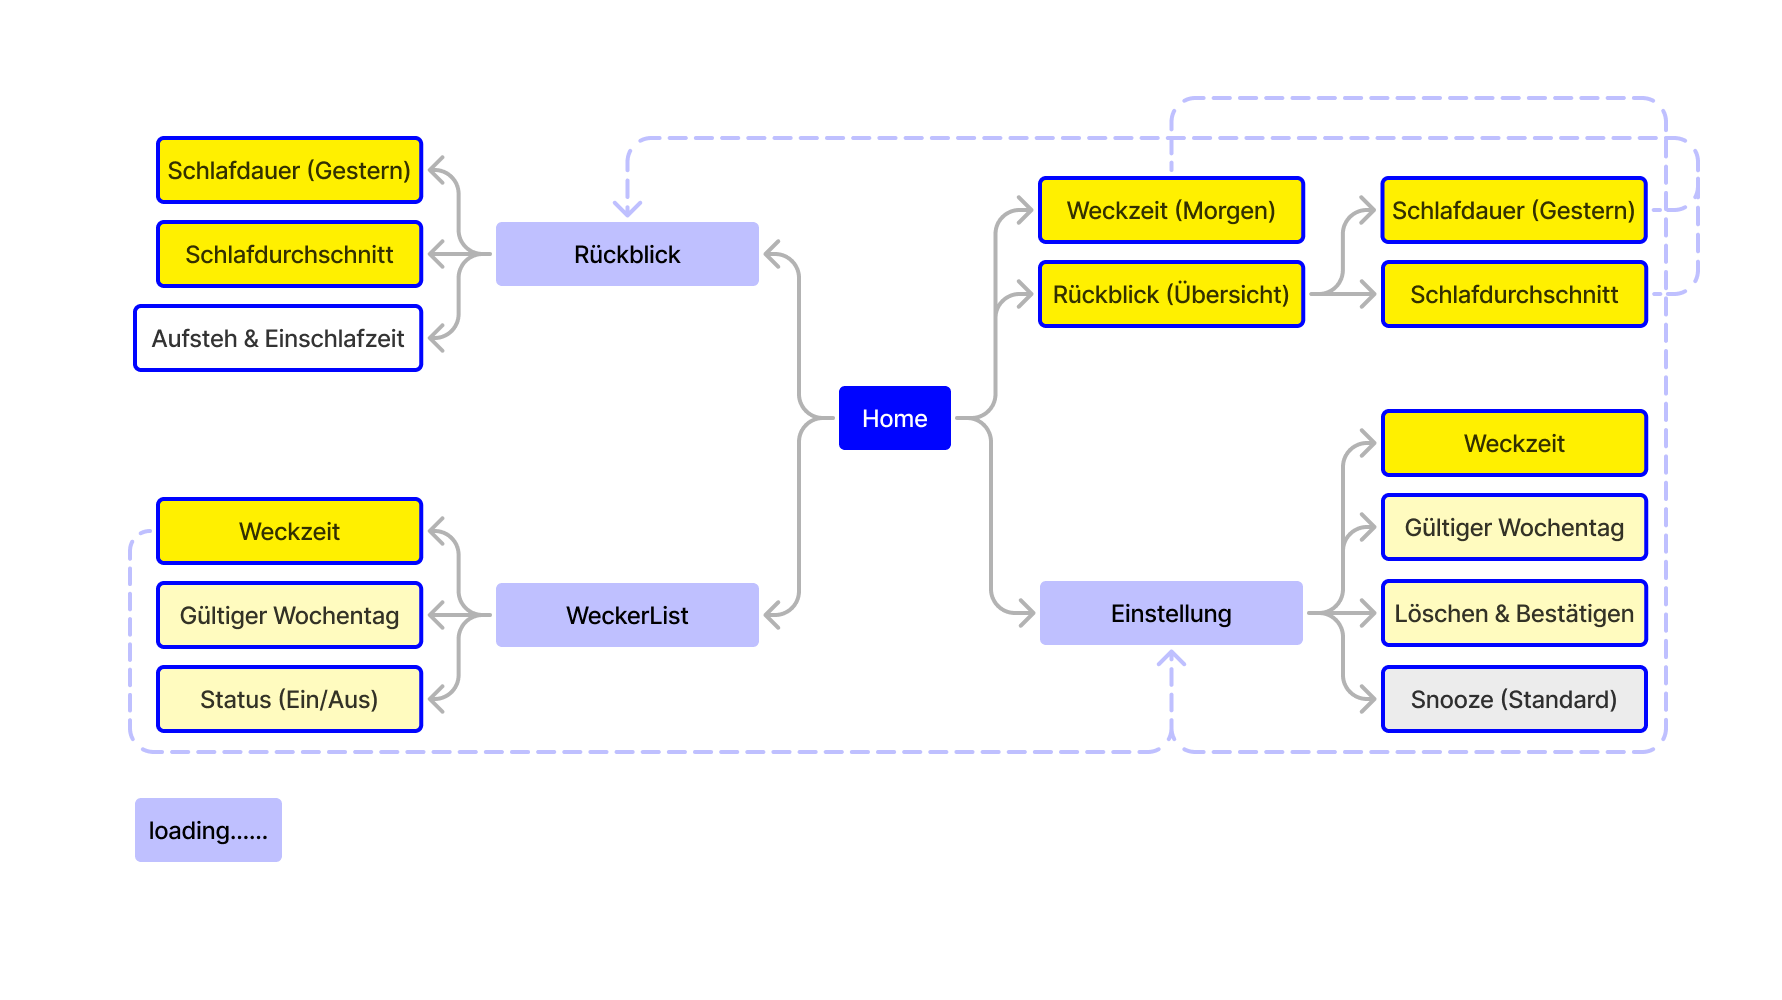 Schlafdauer (Gestern)
Schlafdurchschnitt
Aufsteh & Einschlafzeit
Rückblick
Weckzeit (Morgen)
Rückblick (Übersicht)
Schlafdauer (Gestern)
Schlafdurchschnitt
Home
Weckzeit
Gültiger Wochentag
Status (Ein/Aus)
WeckerList
Einstellung
Weckzeit
Gültiger Wochentag
Löschen & Bestätigen
Snooze (Standard)
loading......